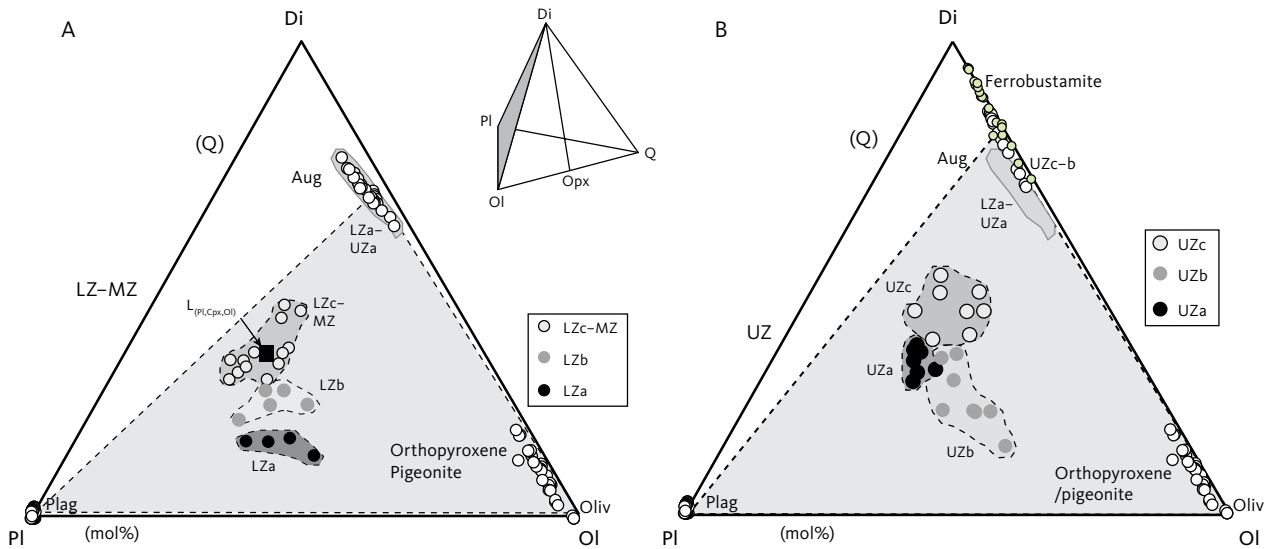 A
Di
(Q)
Aug
LZa–
UZa
LZ–MZ
L(Pl,Cpx,Ol)
LZc–
MZ
LZb
LZa
Orthopyroxene
Pigeonite
Plag
Oliv
Pl
(mol%)
Ol
Di
Pl
Q
Opx
Ol
LZc–MZ
LZb
LZa
B
Di
Ferrobustamite
(Q)
Aug
UZc–b
LZa–
UZa
UZc
UZ
UZa
UZb
Orthopyroxene
/pigeonite
Plag
Oliv
Pl
(mol%)
Ol
UZc
UZb
UZa